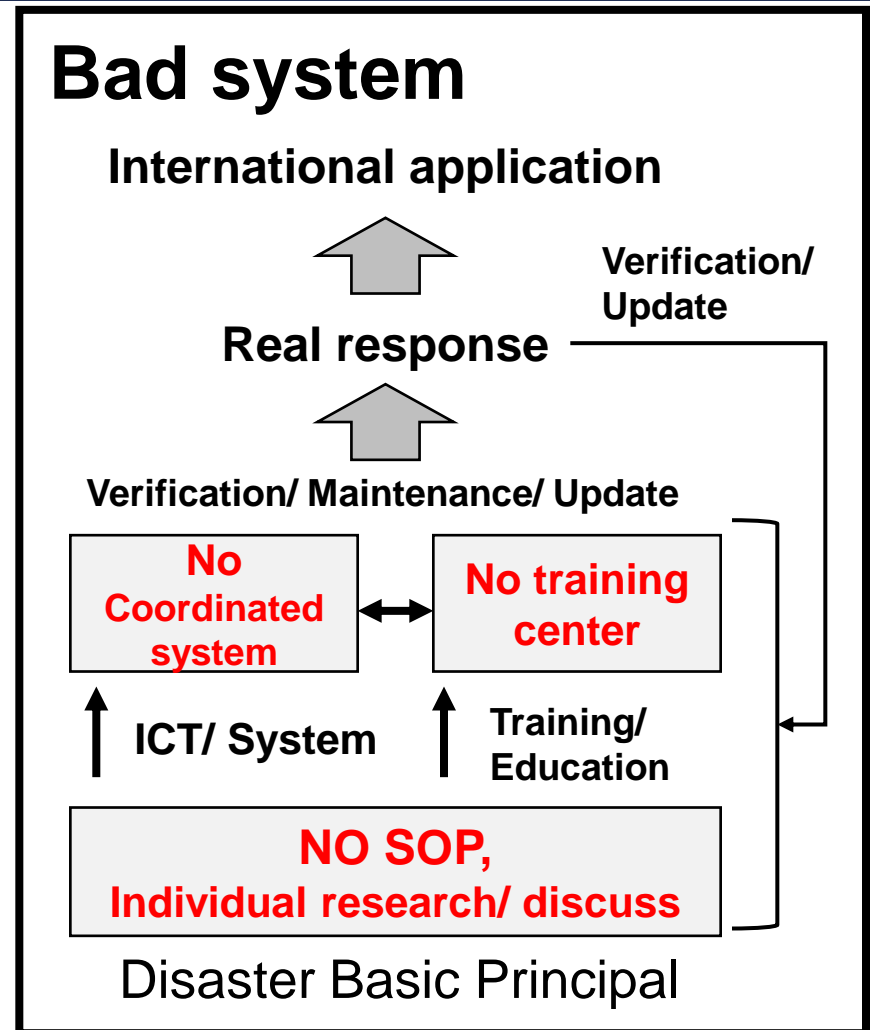 Bad system
International application
Verification/
Update
Real response
Verification/ Maintenance/ Update
No
Coordinated
system
No training
center
ICT/ System
Training/
Education
NO SOP,
Individual research/ discuss
Disaster Basic Principal